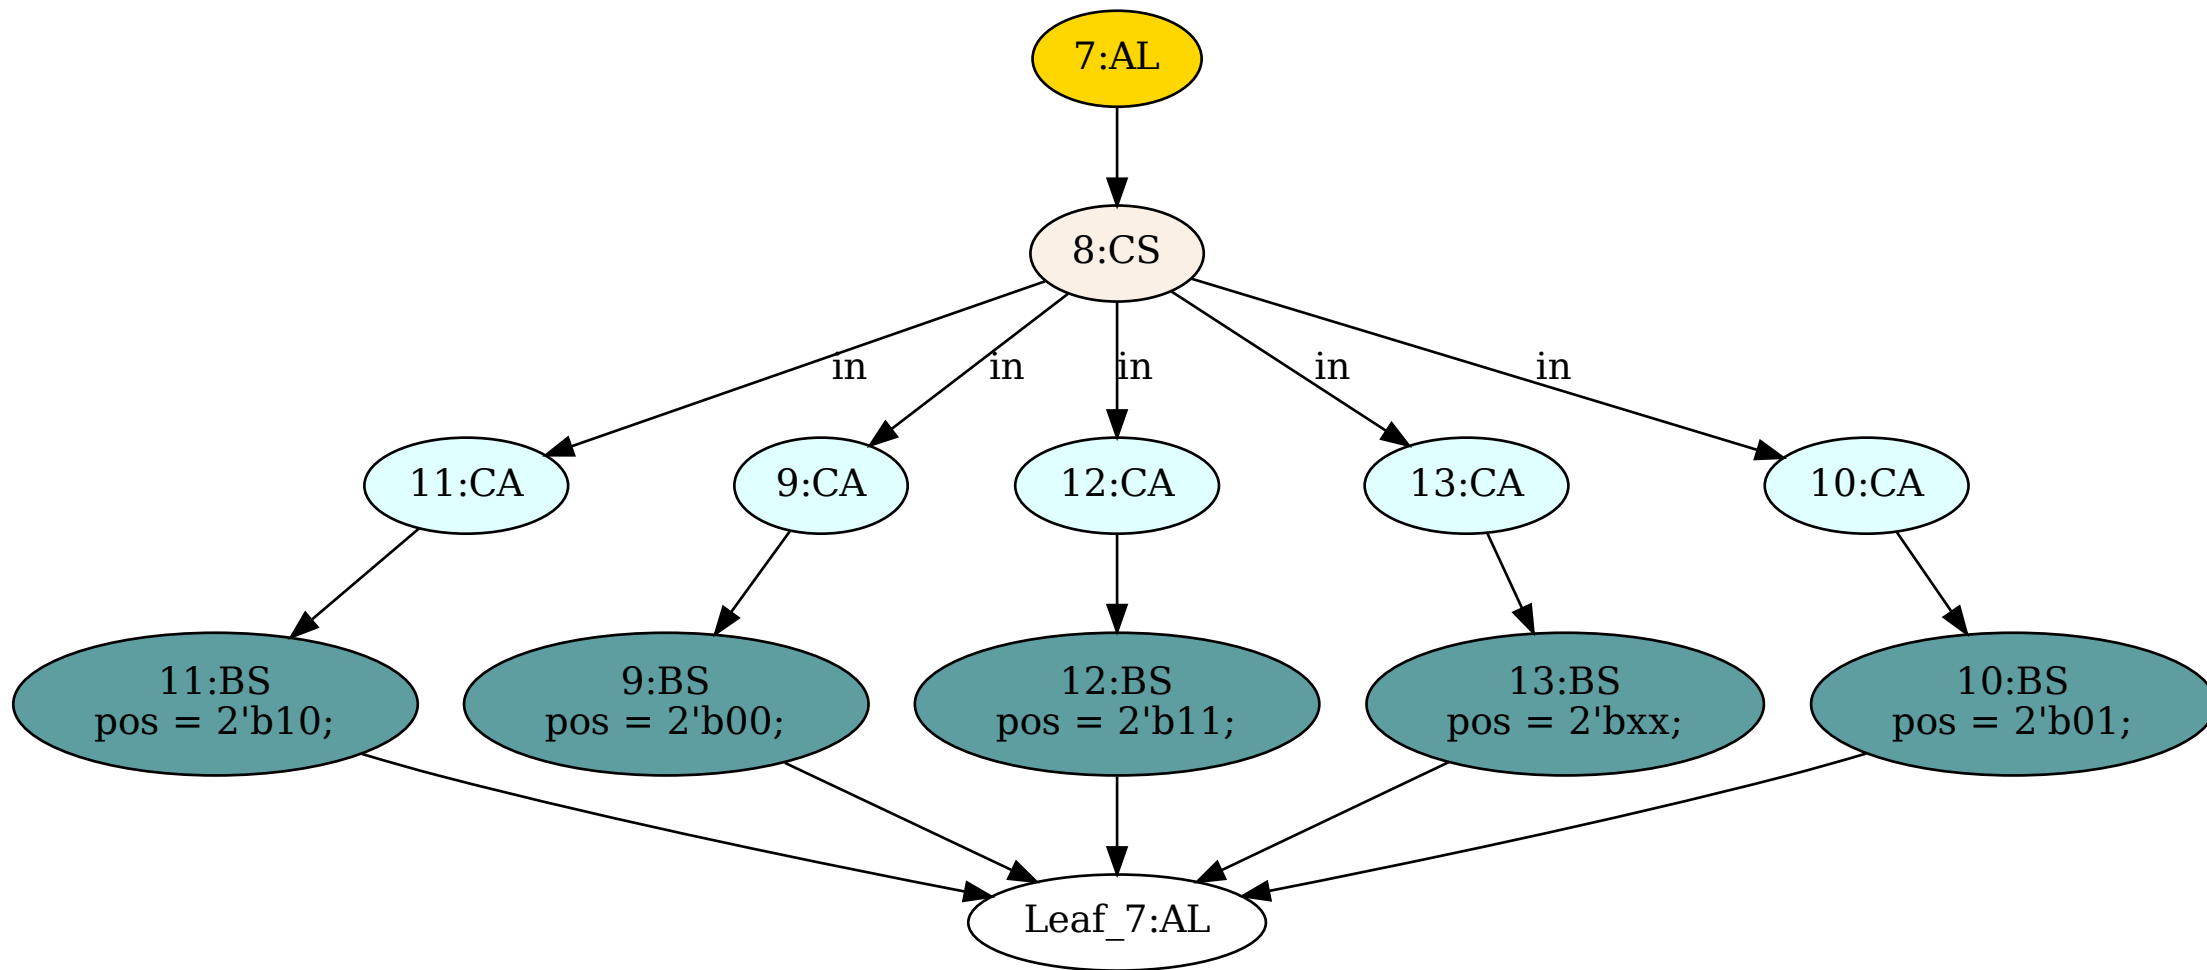 7:AL
8:CS
in
in
in
in
in
11:CA
9:CA
12:CA
13:CA
10:CA
11:BS
pos = 2'b10;
9:BS
pos = 2'b00;
12:BS
pos = 2'b11;
13:BS
pos = 2'bxx;
10:BS
pos = 2'b01;
Leaf_7:AL